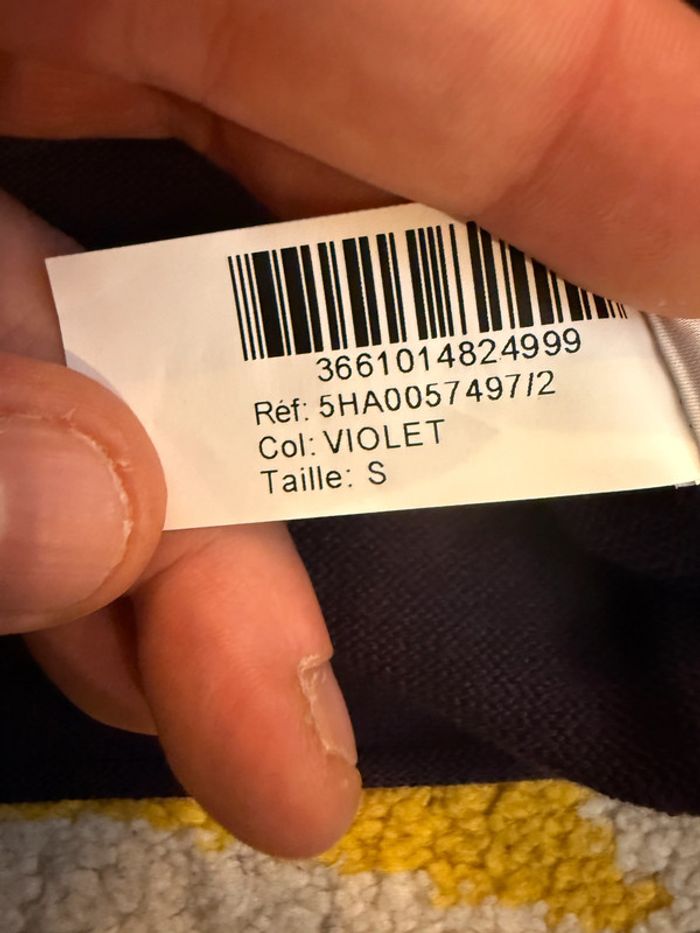 3661014824999
Réf: 5HA0057497/2
Col: VIOLET
Taille: S